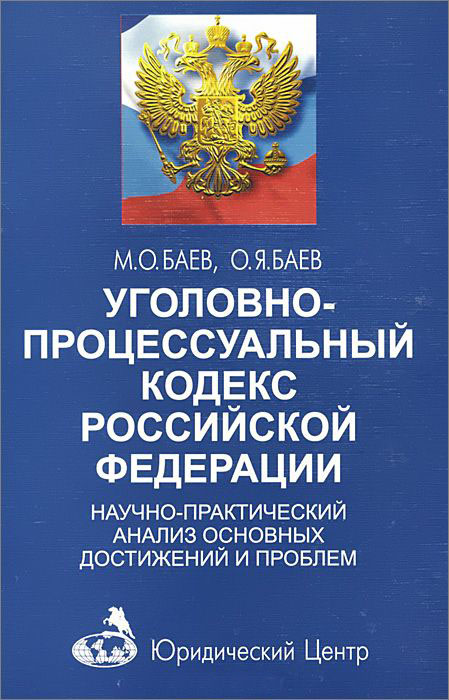 М.О.БАЕВ, О.Я.БАЕВ
УГОЛОВНО-
ПРОЦЕССУАЛЬНЫЙ
КОДЕКС
РОССИЙСКОЙ
ФЕДЕРАЦИИ
НАУЧНО-ПРАКТИЧЕСКИЙ
АНАЛИЗ ОСНОВНЫХ
ДОСТИЖЕНИЙ И ПРОБЛЕМ
Юридический Центр